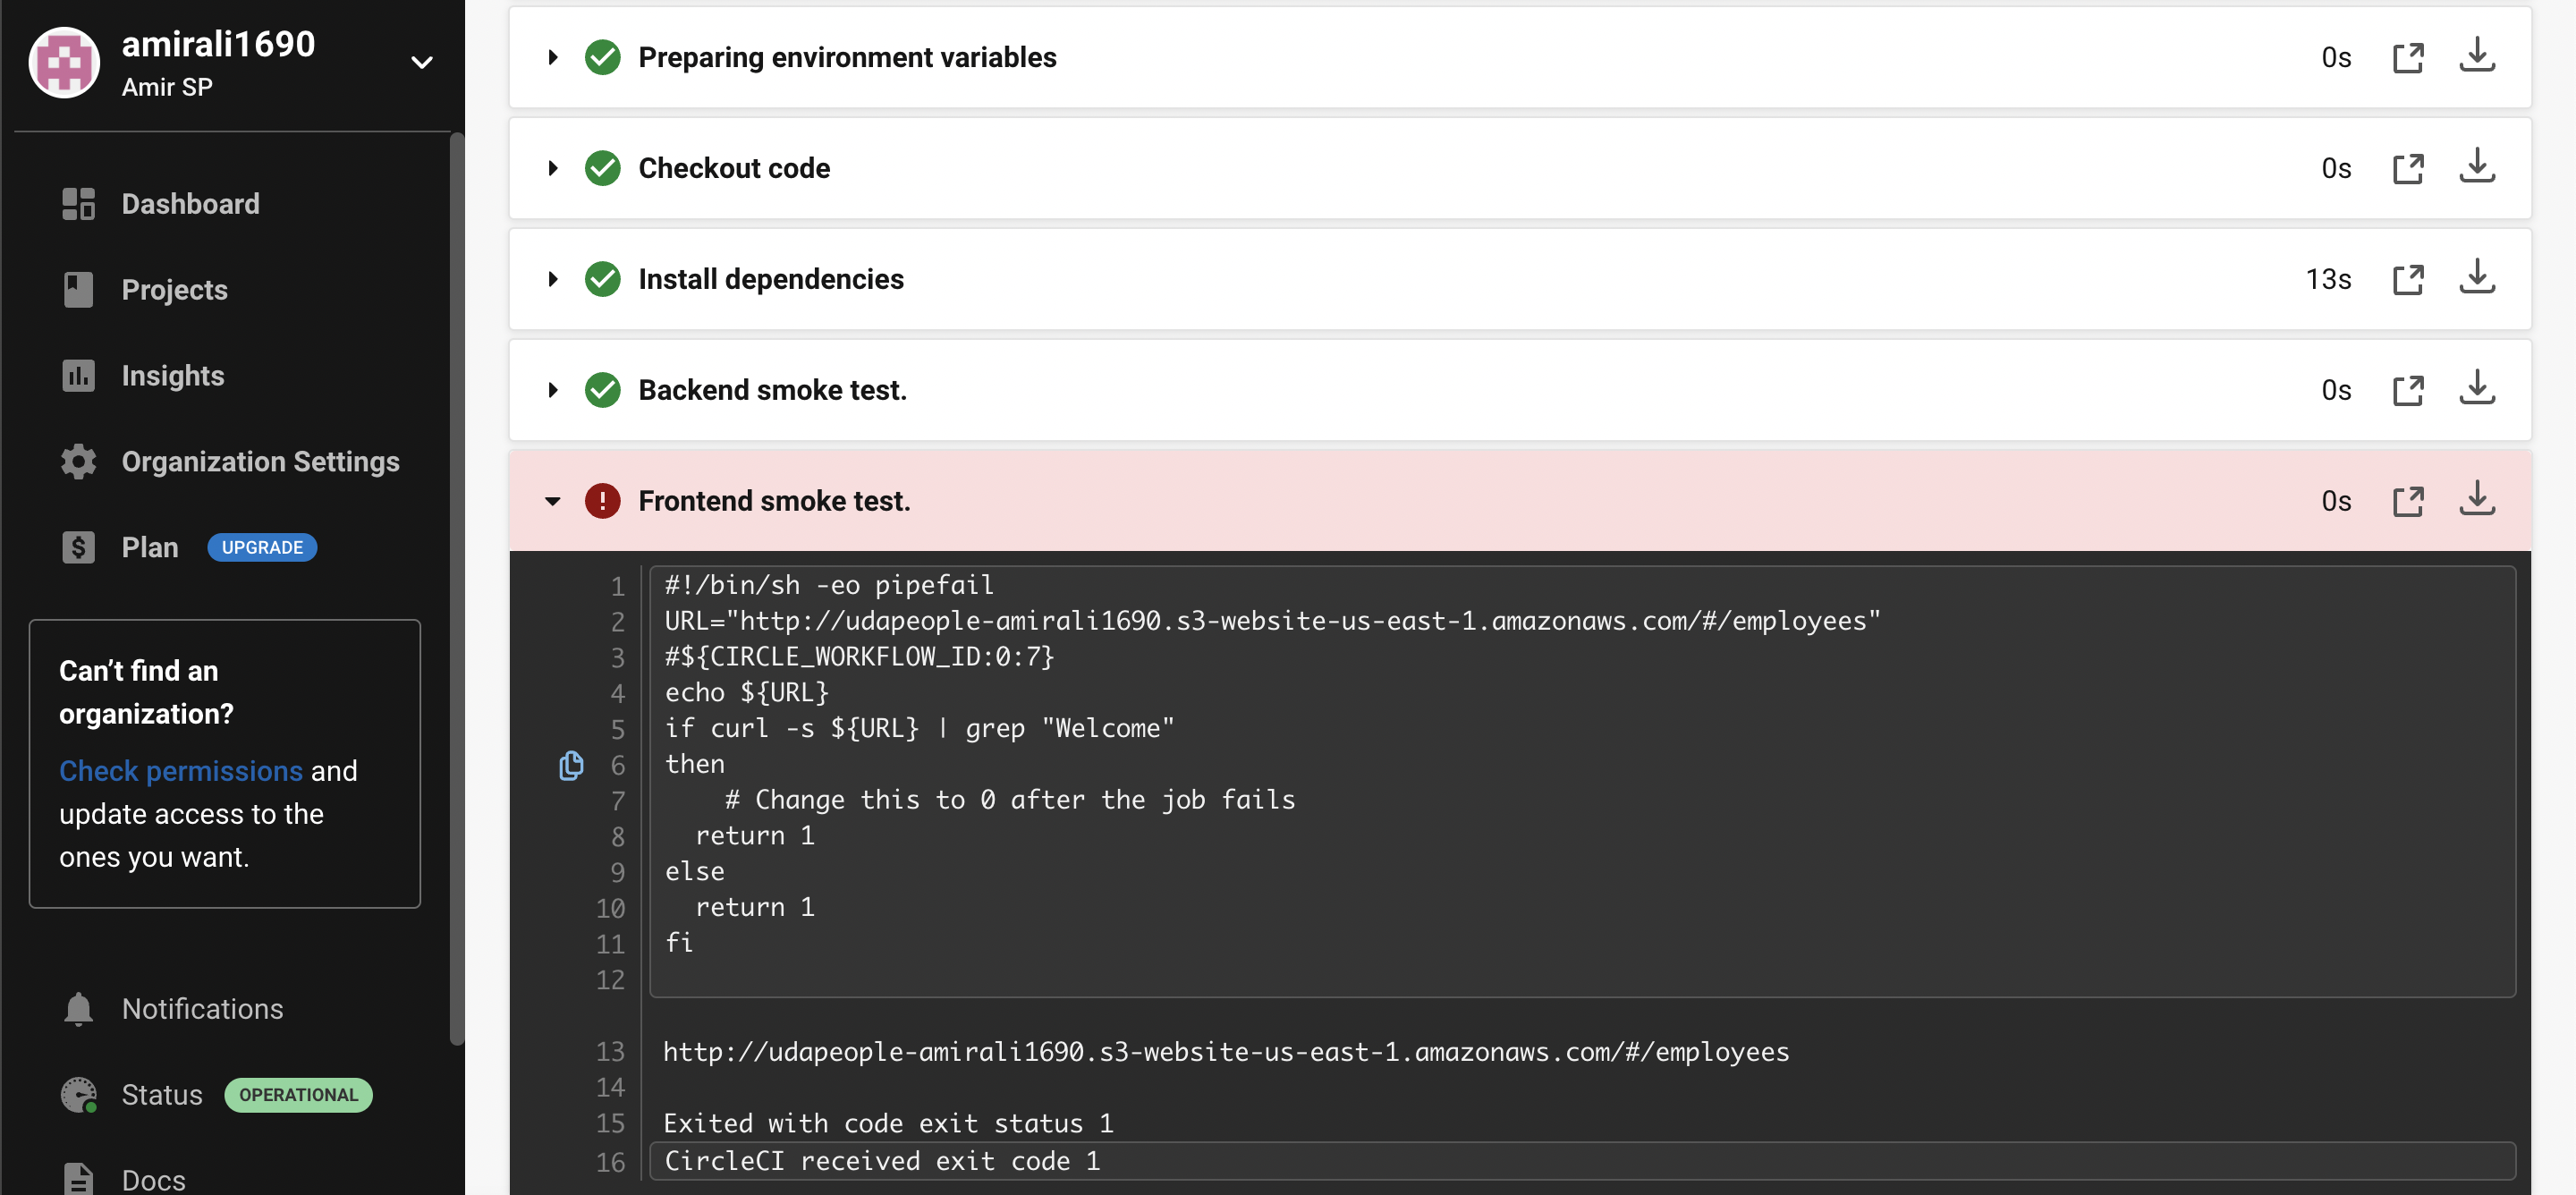 amirali1690
Amir SP
Dashboard
Projects
Insights
Organization Settings
Plan UPGRADE
Can’t find an
organization?
Check permissions and
update access to the
ones you want.
Notifications
Status OPERATIONAL
Docs
Preparing environment variables 0s
Checkout code 0s
Install dependencies 13s
Backend smoke test. 0s
Frontend smoke test. 0s
1 #!/bin/sh -eo pipefail
2 URL="http://udapeople-amirali1690.s3-website-us-east-1.amazonaws.com/#/employees"
3 #${CIRCLE_WORKFLOW_ID:0:7}
4 echo ${URL}
5 if curl -s ${URL} | grep "Welcome"
6 then
7     # Change this to 0 after the job fails
8   return 1
9 else
10   return 1
11 fi
12
13 http://udapeople-amirali1690.s3-website-us-east-1.amazonaws.com/#/employees
14
15 Exited with code exit status 1
16 CircleCI received exit code 1